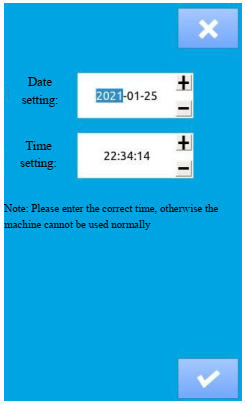 Date
setting:
2021-01-25
+
-
Time
setting:
22:34:14
+
-
Note: Please enter the correct time, otherwise the
machine cannot be used normally